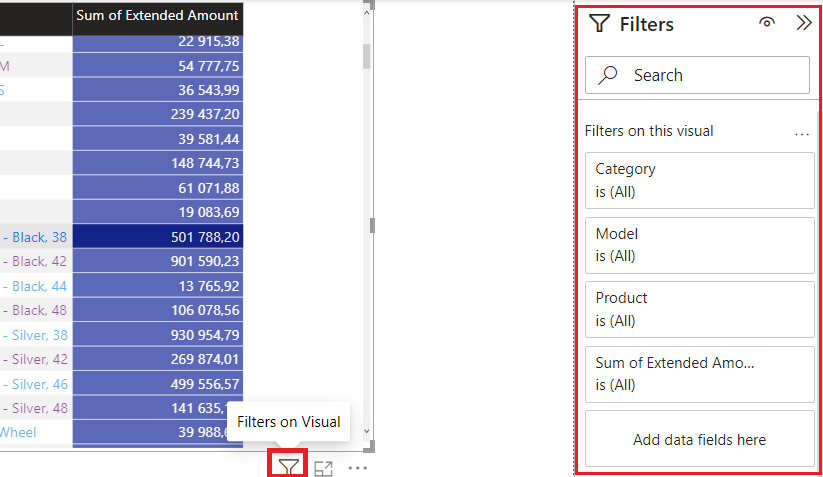 Sum of Extended Amount
22 915,38
M 54 777,75
S 36 543,99
239 437,20
39 581,44
148 744,73
61 071,88
19 083,69
- Black, 38 501 788,20
- Black, 42 901 590,23
- Black, 44 13 765,92
- Black, 48 106 078,56
- Silver, 38 930 954,79
- Silver, 42 269 874,01
- Silver, 46 499 556,57
- Silver, 48 141 635,
Wheel 39 988,
Filters on Visual
Filters
Search
Filters on this visual
Category
is (All)
Model
is (All)
Product
is (All)
Sum of Extended Amo...
is (All)
Add data fields here